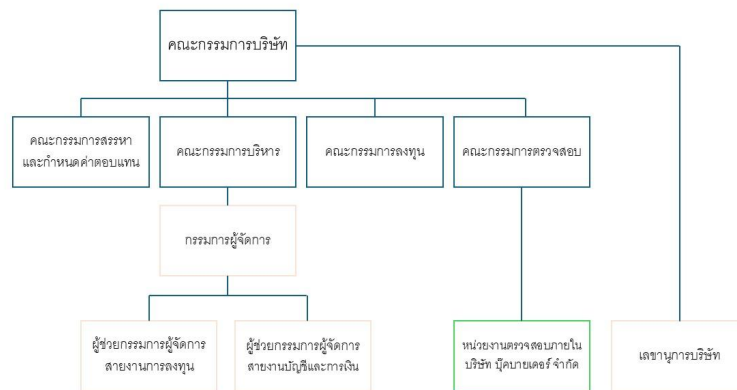 คณะกรรมการบริษัท
คณะกรรมการสรรหา
และกำหนดค่าตอบแทน
คณะกรรมการบริหาร
คณะกรรมการลงทุน
คณะกรรมการตรวจสอบ
กรรมการผู้จัดการ
ผู้ช่วยกรรมการผู้จัดการ
สายงานการลงทุน
ผู้ช่วยกรรมการผู้จัดการ
สายงานบัญชีและการเงิน
หน่วยงานตรวจสอบภายใน
บริษัท บุ๊คบายเดอร์ จำกัด
เลขานุการบริษัท